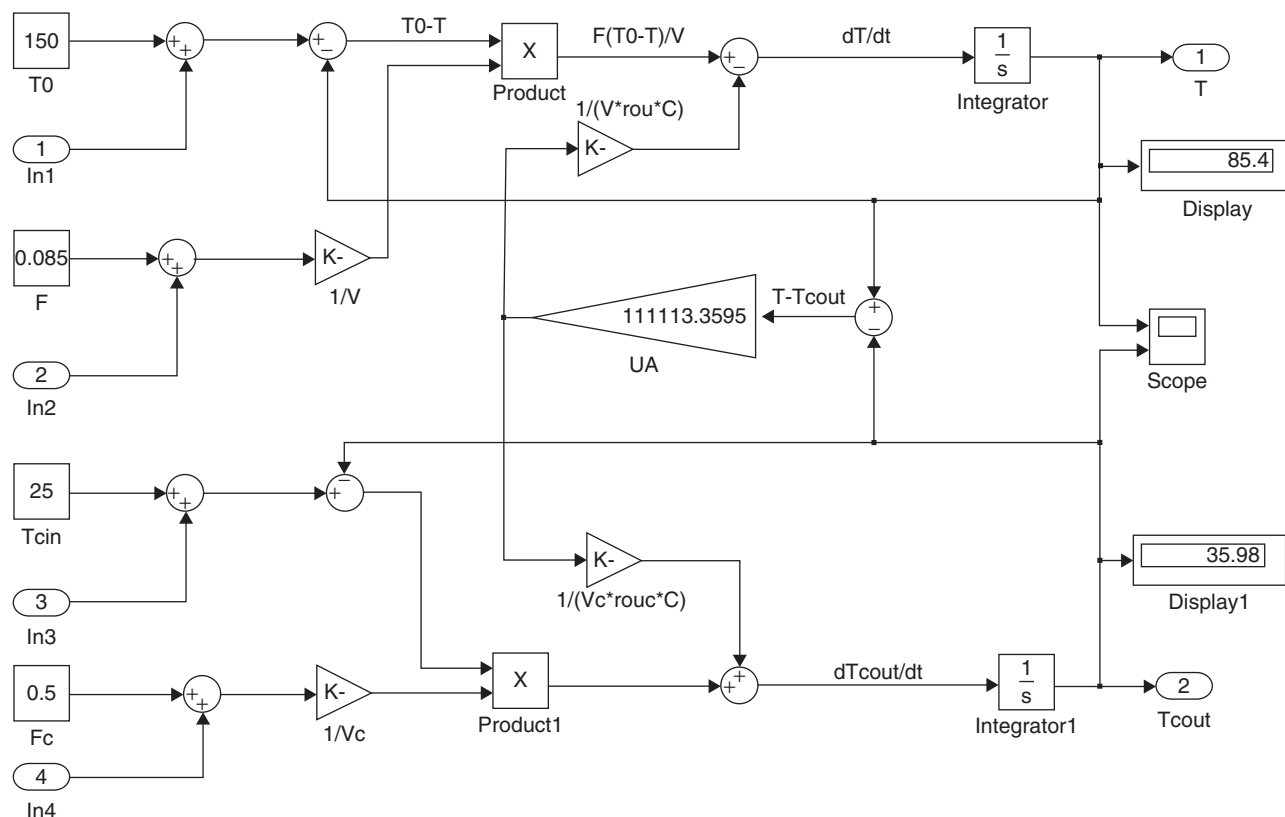 150
T0
1
In1
+
+
+
−
T0-T
X
Product
F(T0-T)/V
+
−
dT/dt
1
s
Integrator
1
T
1/(V*rou*C)
K-
85.4
Display
0.085
F
+
+
K-
1/V
2
In2
111113.3595
UA
T-Tcout
+
−
Scope
25
Tcin
+
+
−
+
3
In3
K-
1/(Vc*rouc*C)
35.98
Display1
0.5
Fc
+
+
K-
1/Vc
X
Product1
+
+
dTcout/dt
1
s
Integrator1
2
Tcout
4
In4